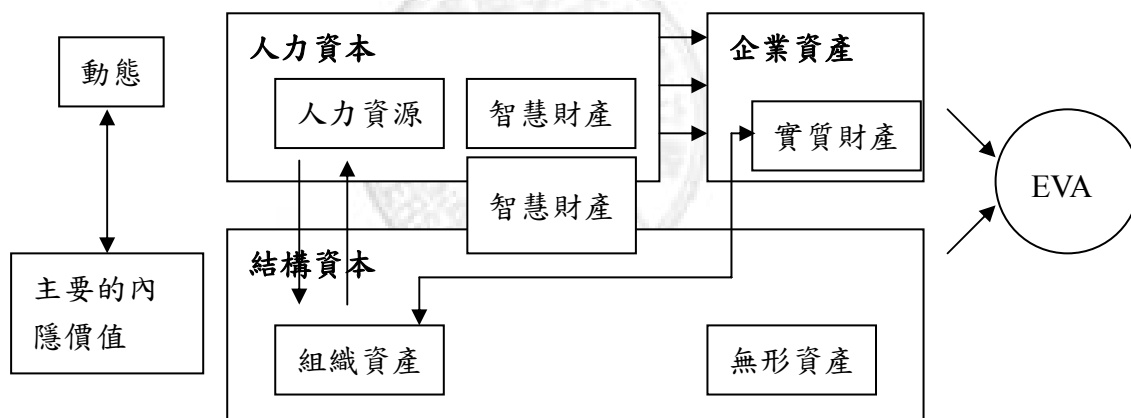 人力資本
企業資產
動態
人力資源
智慧財產
實質財產
智慧財產
EVA
結構資本
主要的內
隱價值
組織資產
無形資產